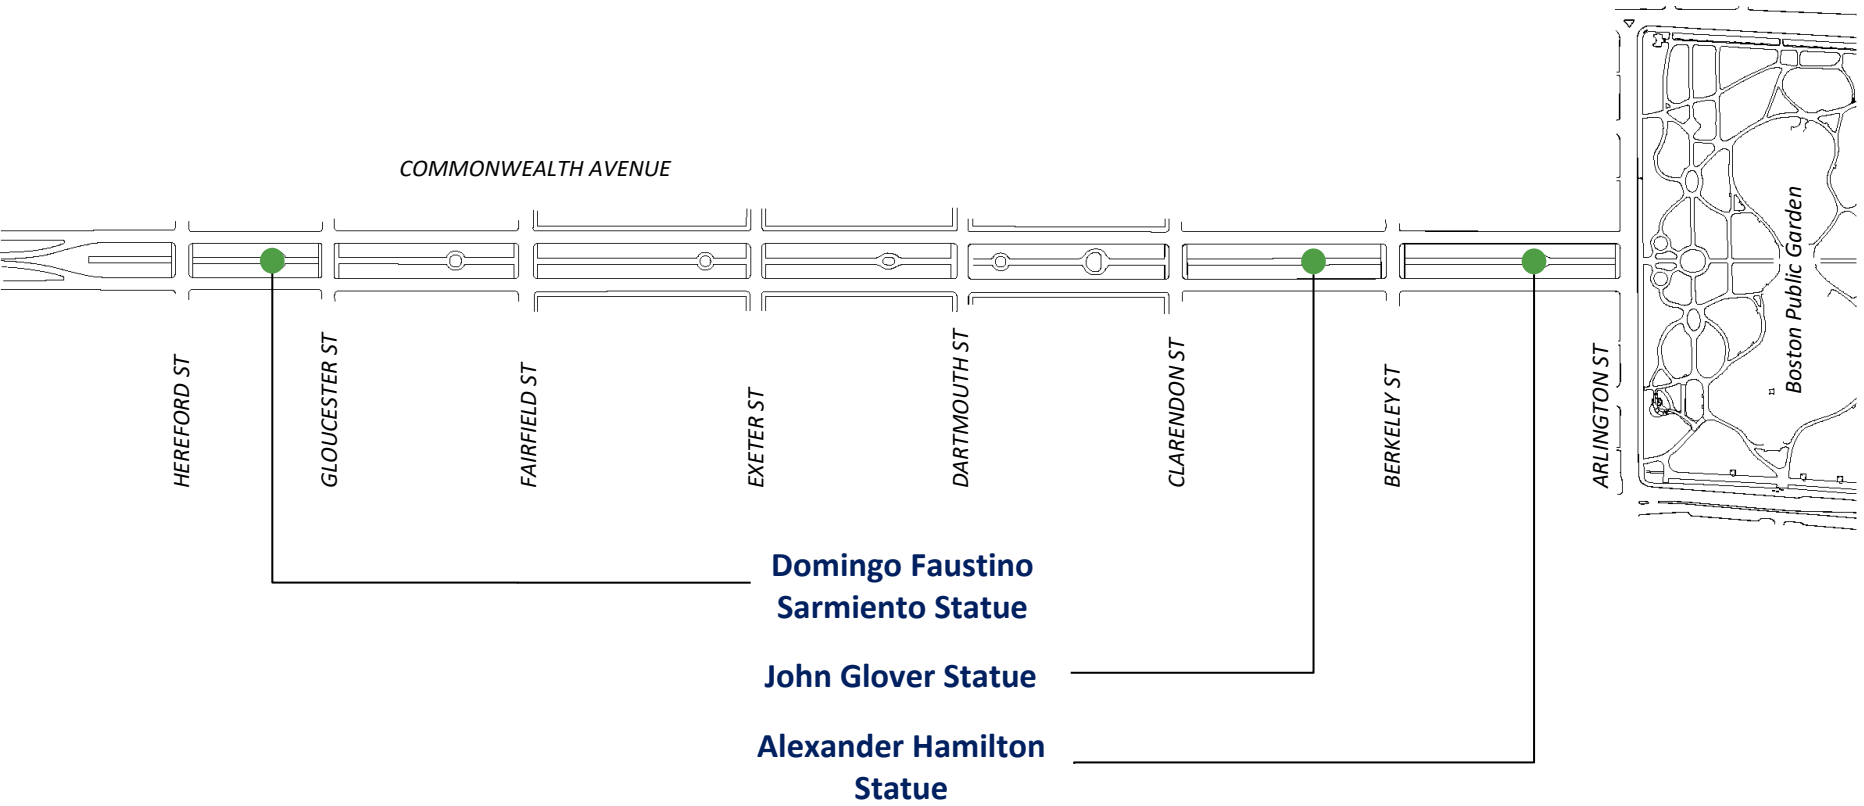 COMMONWEALTH AVENUE
Boston Public Garden
HEREFORD ST
GLOUCESTER ST
FAIRFIELD ST
EXETER ST
DARTMOUTH ST
CLARENDON ST
BERKELEY ST
ARLINGTON ST
Domingo Faustino
Sarmiento Statue
John Glover Statue
Alexander Hamilton
Statue